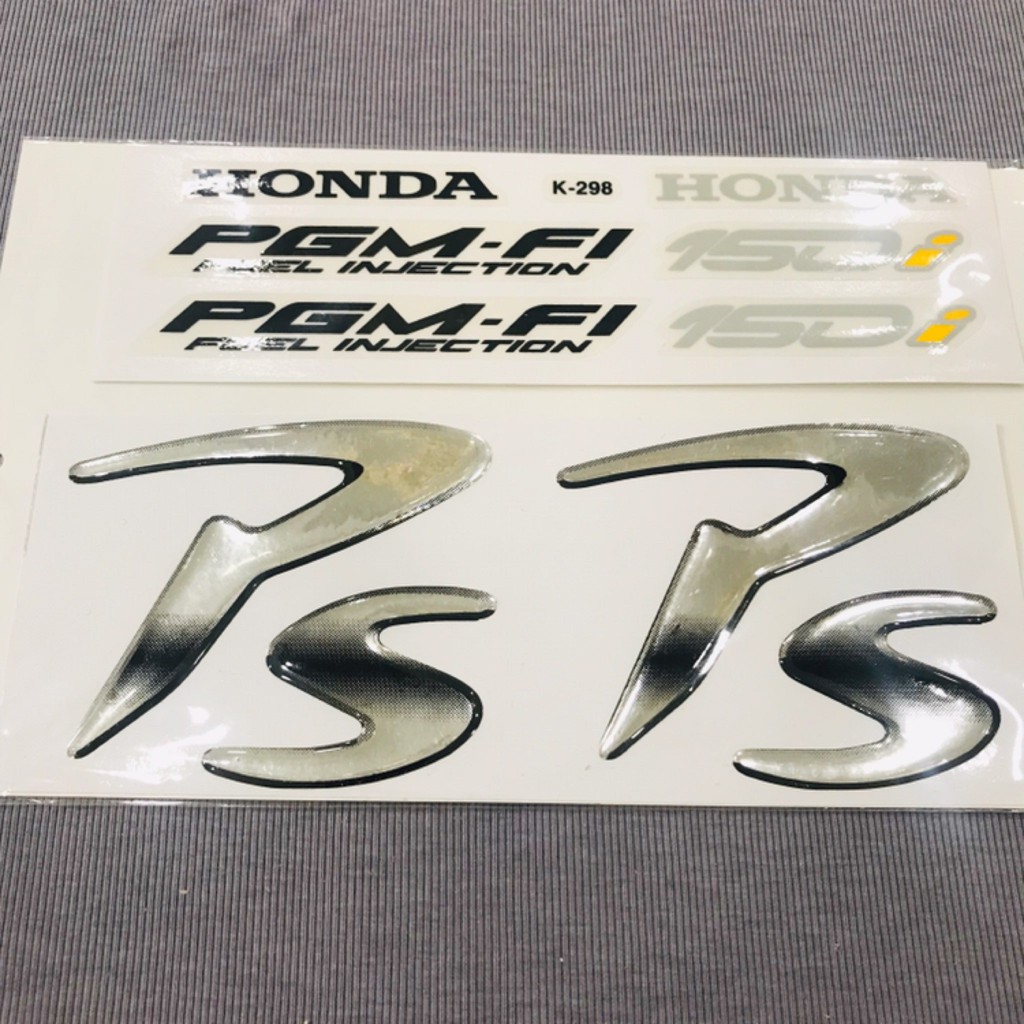 HONDA K-298 HONDA
PGM-FI 150i
FUEL INJECTION
PGM-FI 150i
FUEL INJECTION
PS PS